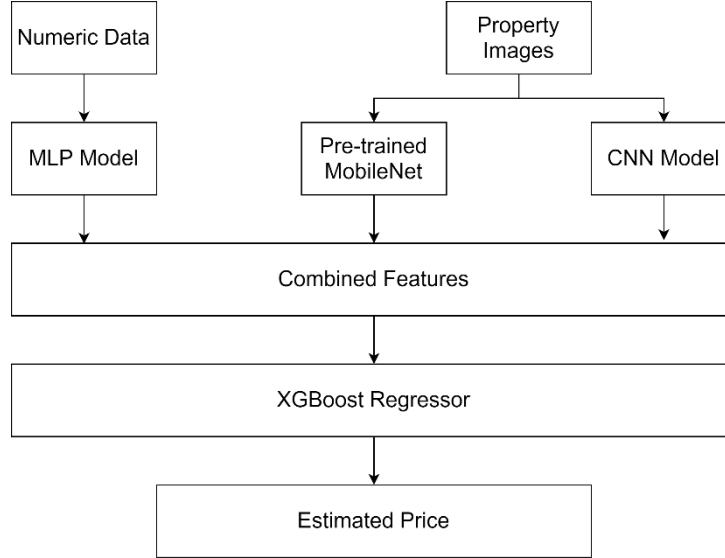 Numeric Data
Property
Images
MLP Model
Pre-trained
MobileNet
CNN Model
Combined Features
XGBoost Regressor
Estimated Price